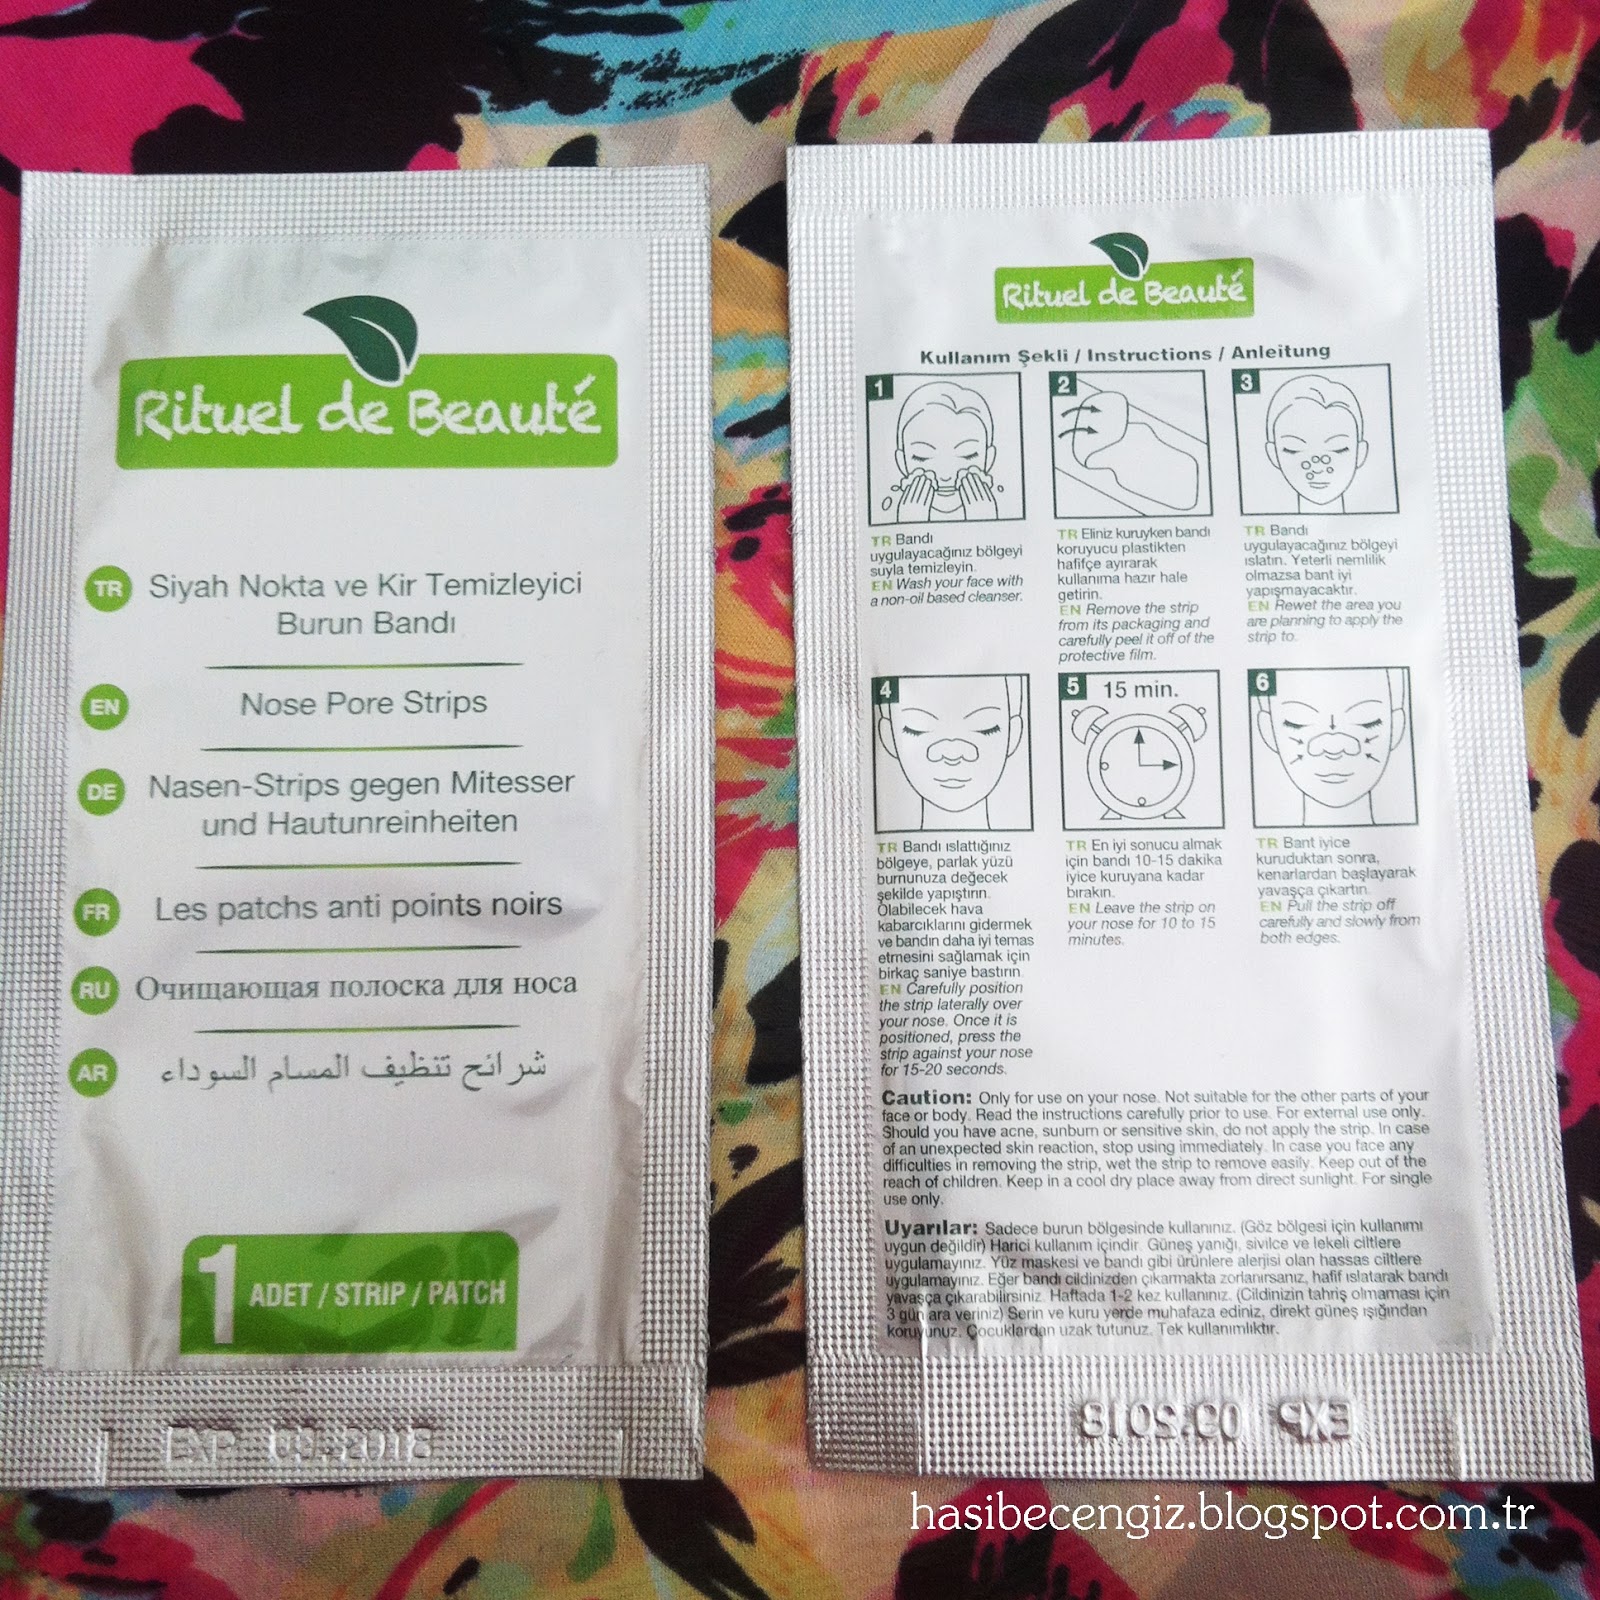 Rituel de Beauté
TR Siyah Nokta ve Kir Temizleyici
Burun Bandı
EN Nose Pore Strips
DE Nasen-Strips gegen Mitesser
und Hautunreinheiten
FR Les patchs anti points noirs
RU Очищающая полоска для носа
AR شرائح تنظيف المسام السوداء
1 ADET / STRIP / PATCH
EXP 09.2018
Rituel de Beauté
Kullanım Şekli / Instructions / Anleitung
1
TR Bandı
uygulayacağınız bölgeyi
suyla temizleyin.
EN Wash your face with
a non-oil based cleanser.
2
TR Eliniz kuruyken bandı
koruyucu plastikten
hafifçe ayırarak
kullanıma hazır hale
getirin.
EN Remove the strip
from its packaging and
carefully peel it off of the
protective film.
3
TR Bandı
uygulayacağınız bölgeyi
ıslatın. Yeterli nemlilik
olmazsa bant iyi
yapışmayacaktır.
EN Rewet the area you
are planning to apply the
strip to.
4
TR Bandı ıslattığınız
bölgeye, parlak yüzü
burnunuza değecek
şekilde yapıştırın.
Olabilecek hava
kabarcıklarını gidermek
ve bandın daha iyi temas
etmesini sağlamak için
birkaç saniye bastırın.
EN Carefully position
the strip laterally over
your nose. Once it is
positioned, press the
strip against your nose
for 15-20 seconds.
5 15 min.
TR En iyi sonucu almak
için bandı 10-15 dakika
iyice kuruyana kadar
bırakın.
EN Leave the strip on
your nose for 10 to 15
minutes.
6
TR Bant iyice
kuruduktan sonra,
kenarlardan başlayarak
yavaşça çıkartın.
EN Pull the strip off
carefully and slowly from
both edges.
Caution: Only for use on your nose. Not suitable for the other parts of your
face or body. Read the instructions carefully prior to use. For external use only.
Should you have acne, sunburn or sensitive skin, do not apply the strip. In case
of an unexpected skin reaction, stop using immediately. In case you face any
difficulties in removing the strip, wet the strip to remove easily. Keep out of the
reach of children. Keep in a cool dry place away from direct sunlight. For single
use only.
Uyarılar: Sadece burun bölgesinde kullanınız. (Göz bölgesi için kullanımı
uygun değildir) Harici kullanım içindir. Güneş yanığı, sivilce ve lekeli ciltlere
uygulamayınız. Yüz maskesi ve bandı gibi ürünlere alerjisi olan hassas ciltlere
uygulamayınız. Eğer bandı cildinizden çıkarmakta zorlanırsanız, hafif ıslatarak bandı
yavaşça çıkarabilirsiniz. Haftada 1-2 kez kullanınız. (Cildinizin tahriş olmaması için
3 gün ara veriniz) Serin ve kuru yerde muhafaza ediniz, direkt güneş ışığından
koruyunuz. Çocuklardan uzak tutunuz. Tek kullanımlıktır.
EXP 09.2018
hasibecengiz.blogspot.com.tr